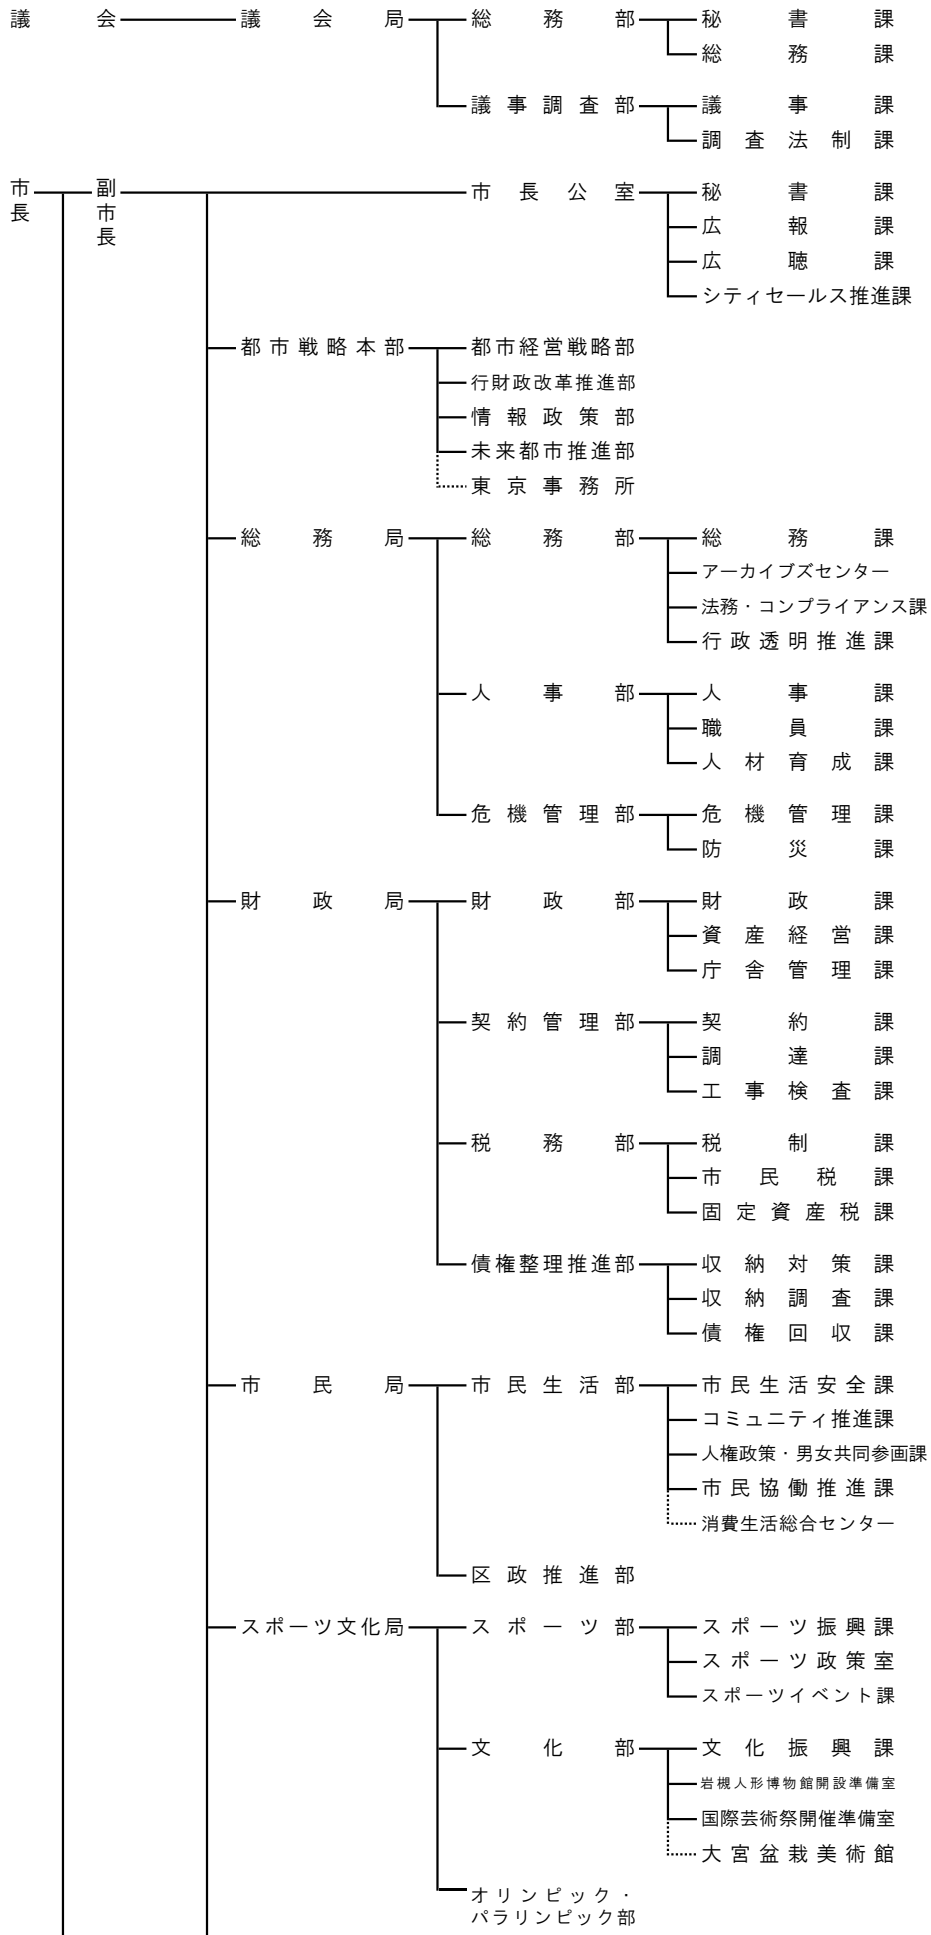 議会 議会局 総務部 秘書課
総務課
議事調査部 議事課
調査法制課
市長 副市長 市長公室 秘書課
広報課
広聴課
シティセールス推進課
都市戦略本部 都市経営戦略部
行財政改革推進部
情報政策部
未来都市推進部
東京事務所
総務局 総務部 総務課
アーカイブズセンター
法務・コンプライアンス課
行政透明推進課
人事部 人事課
職員課
人材育成課
危機管理部 危機管理課
防災課
財政局 財政部 財政課
資産経営課
庁舎管理課
契約管理部 契約課
調達課
工事検査課
税務部 税制課
市民税課
固定資産税課
債権整理推進部 収納対策課
収納調査課
債権回収課
市民局 市民生活部 市民生活安全課
コミュニティ推進課
人権政策・男女共同参画課
市民協働推進課
消費生活総合センター
区政推進部
スポーツ文化局 スポーツ部 スポーツ振興課
スポーツ政策室
スポーツイベント課
文化部 文化振興課
岩槻人形博物館開設準備室
国際芸術祭開催準備室
大宮盆栽美術館
オリンピック・
パラリンピック部